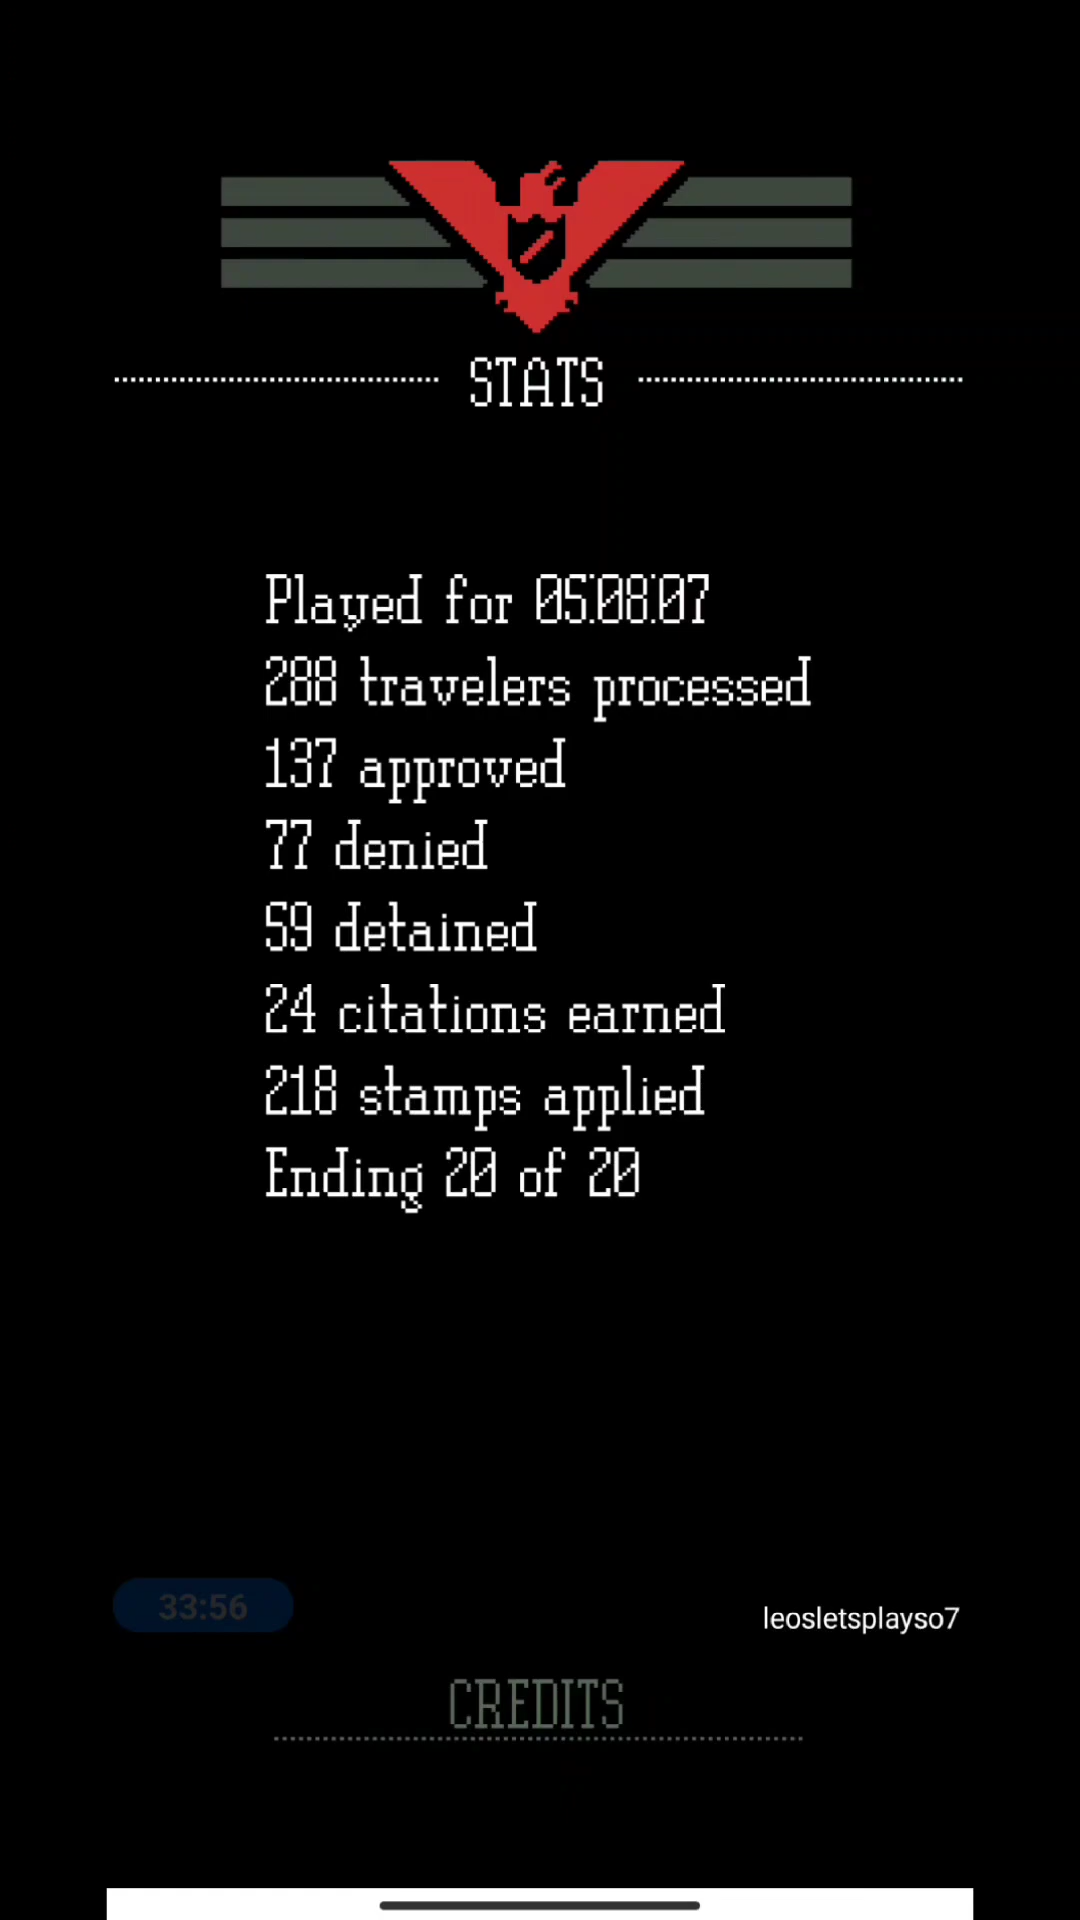 STATS
Played for 05:08:07
288 travelers processed
137 approved
77 denied
59 detained
24 citations earned
218 stamps applied
Ending 20 of 20
33:56
leosletsplayso7
CREDITS